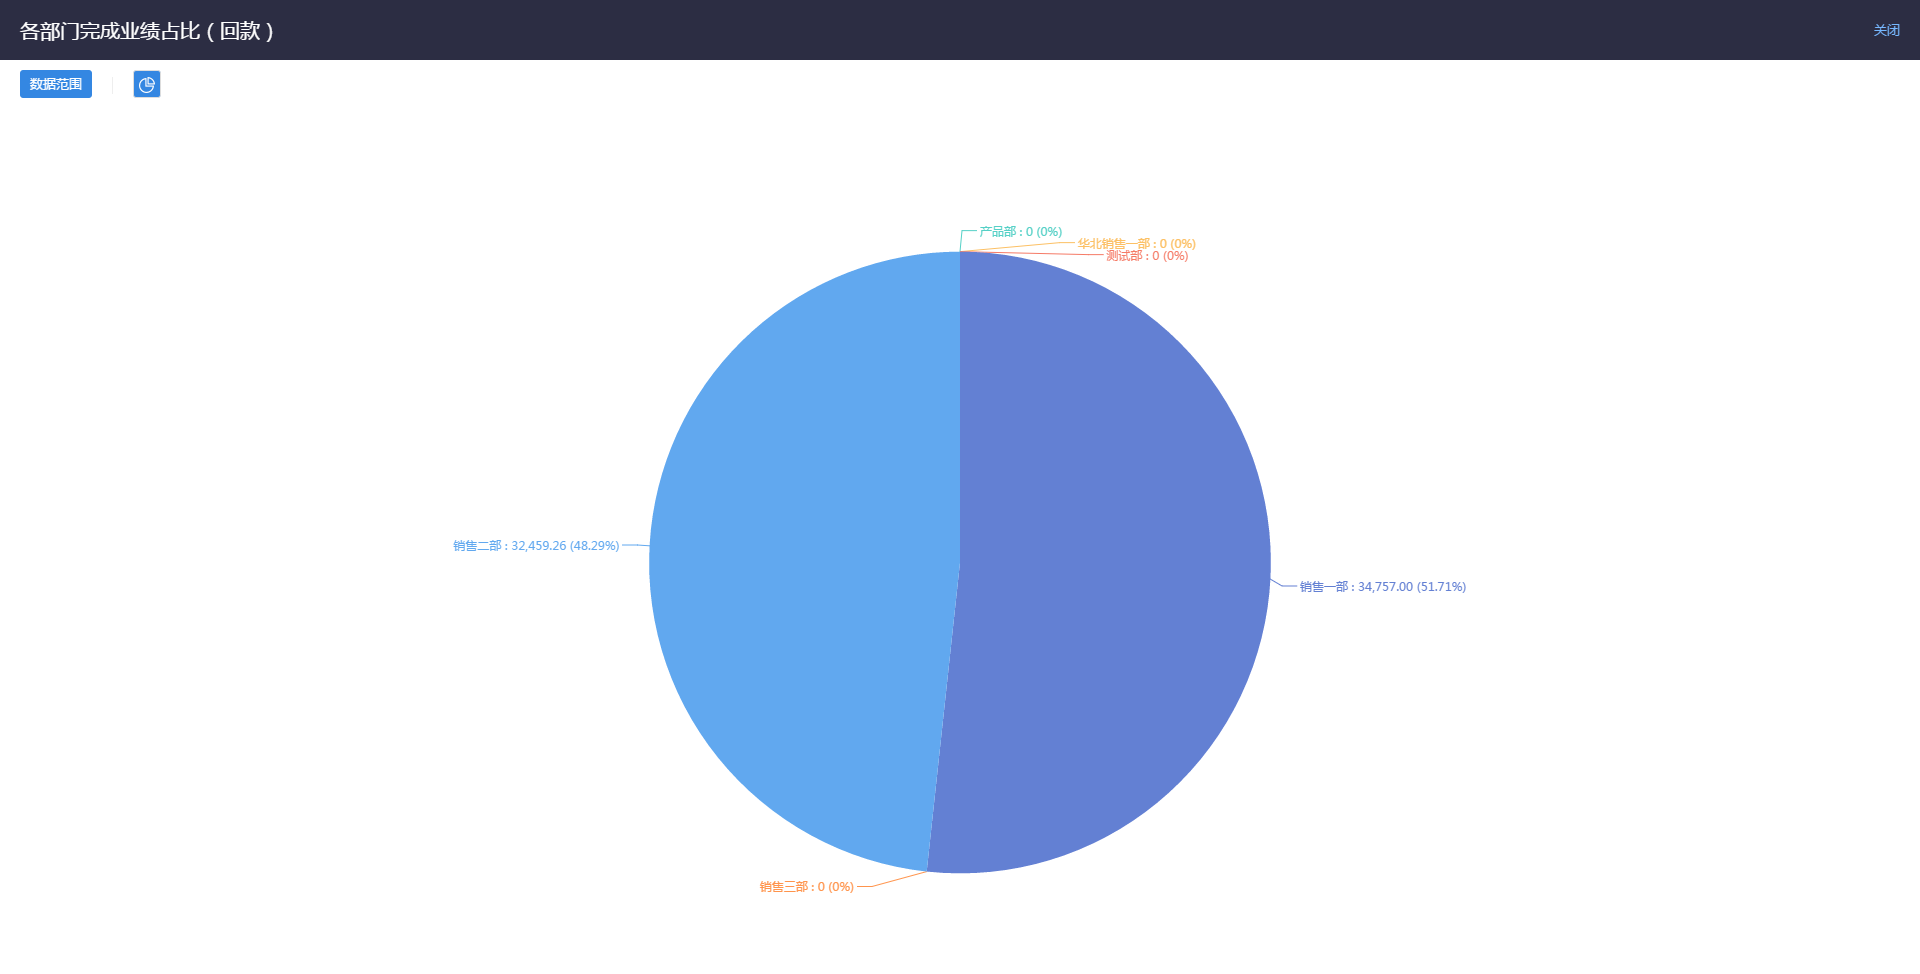 各部门完成业绩占比（回款）
关闭
数据范围
产品部 : 0 (0%)
华北销售一部 : 0 (0%)
测试部 : 0 (0%)
销售二部 : 32,459.26 (48.29%)
销售一部 : 34,757.00 (51.71%)
销售三部 : 0 (0%)